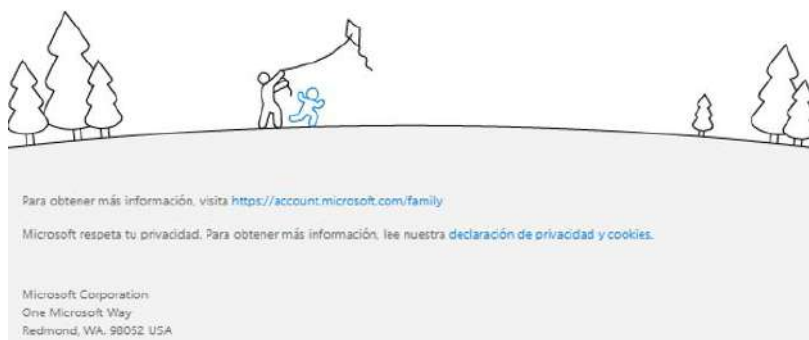 Para obtener más información, visita https://account.microsoft.com/family
Microsoft respeta tu privacidad. Para obtener más información, lee nuestra declaración de privacidad y cookies.
Microsoft Corporation
One Microsoft Way
Redmond, WA, 98052 USA